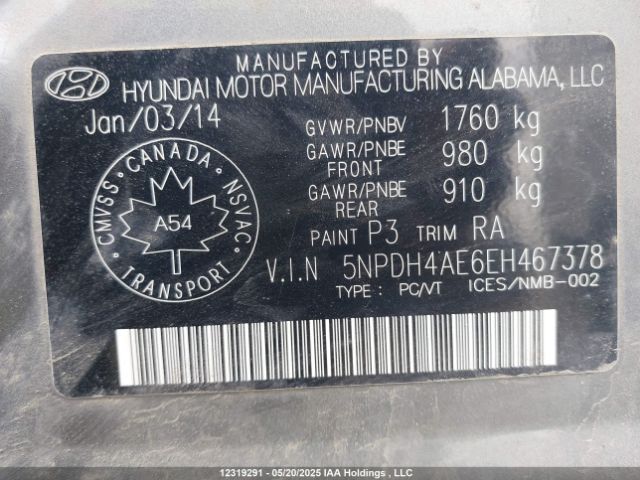 MANUFACTURED BY
HYUNDAI MOTOR MANUFACTURING ALABAMA, LLC
Jan/03/14
GVWR/PNBV 1760 kg
GAWR/PNBE FRONT 980 kg
GAWR/PNBE REAR 910 kg
PAINT P3 TRIM RA
V.I.N 5NPDH4AE6EH467378
TYPE : PC/VT ICES/NMB-002
CANADA
CMVSS NSVAC
A54
TRANSPORT
12319291 - 05/20/2025 IAA Holdings , LLC